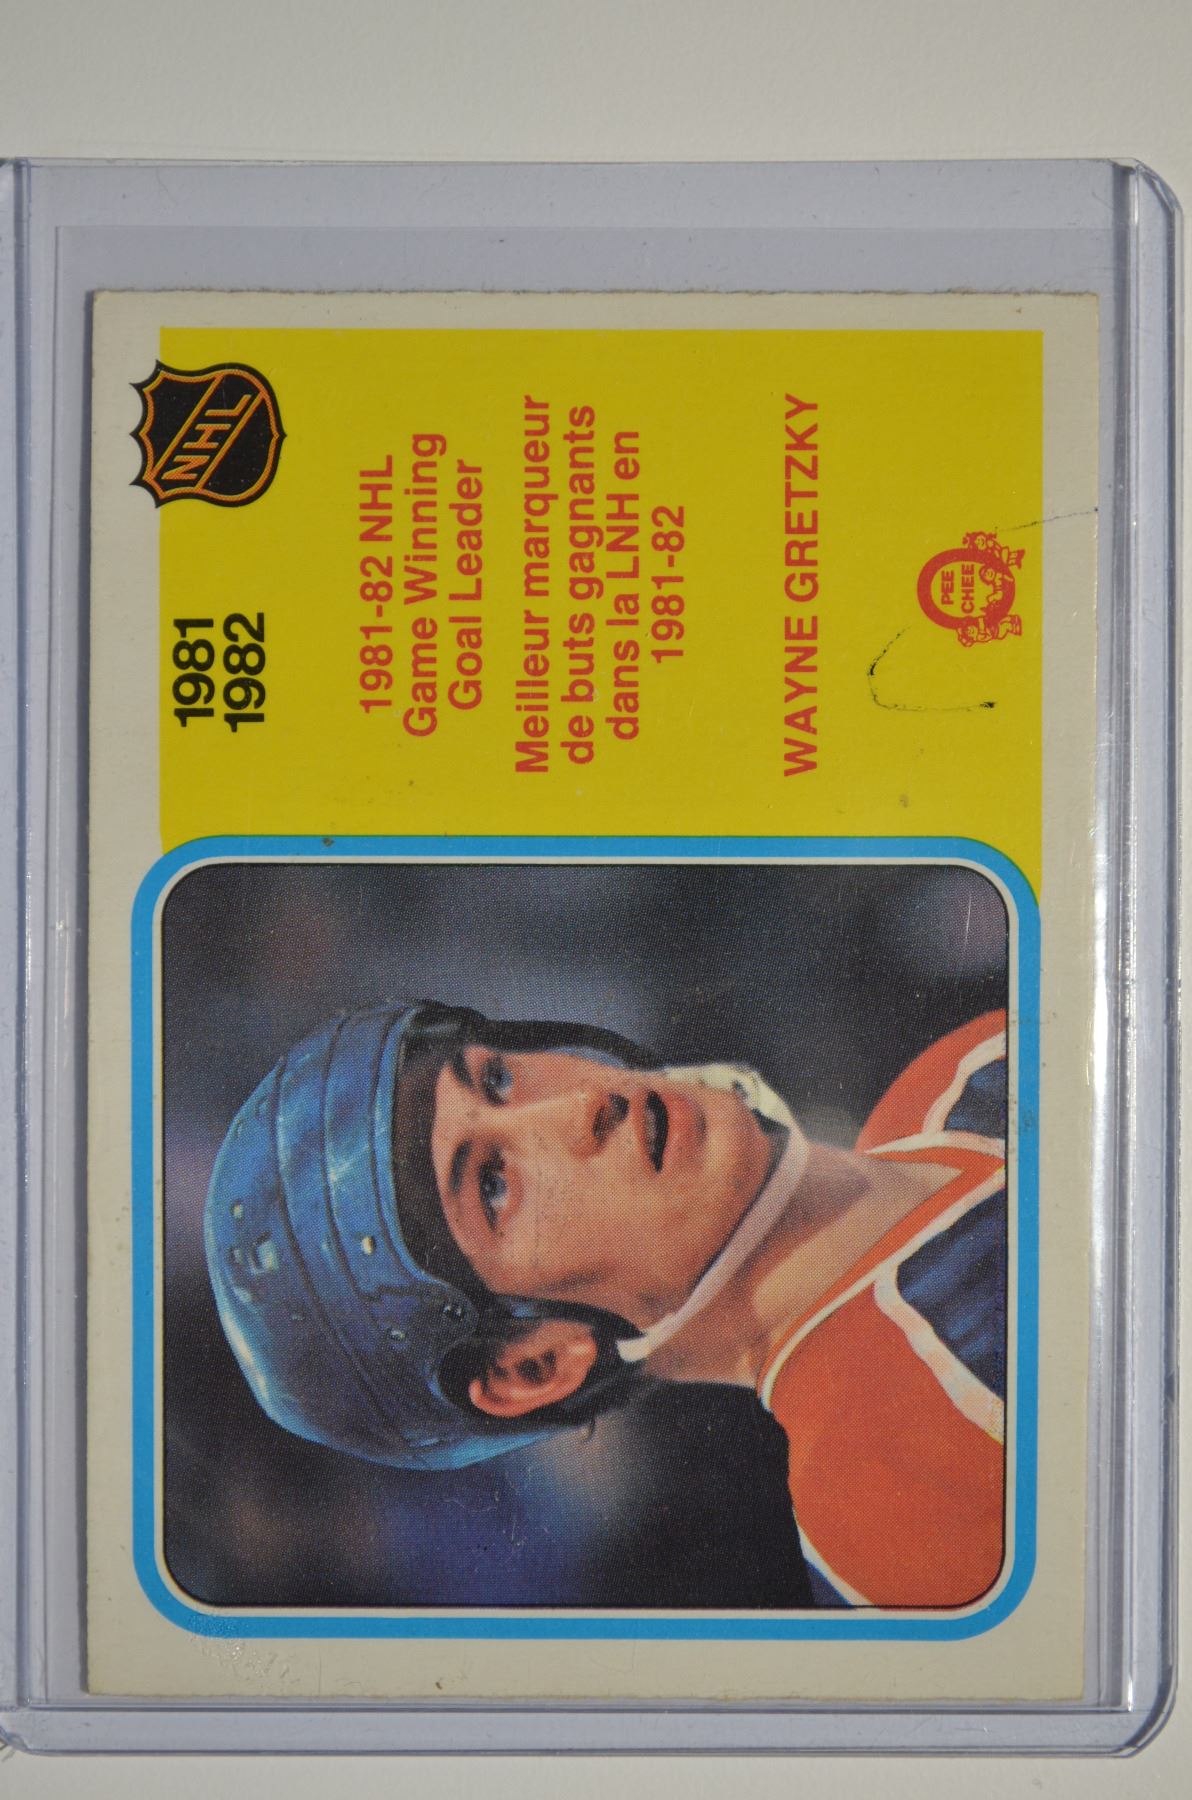 NHL
1981
1982
1981-82 NHL
Game Winning
Goal Leader
Meilleur marqueur
de buts gagnants
dans la LNH en
1981-82
WAYNE GRETZKY
O
PEE
CHEE